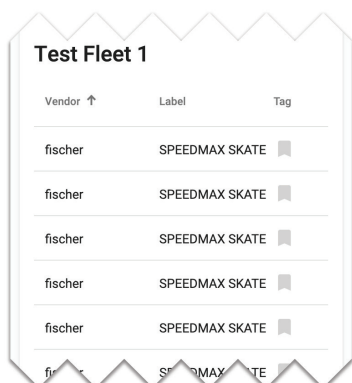 Test Fleet 1
Vendor ↑ Label Tag
fischer SPEEDMAX SKATE
fischer SPEEDMAX SKATE
fischer SPEEDMAX SKATE
fischer SPEEDMAX SKATE
fischer SPEEDMAX SKATE